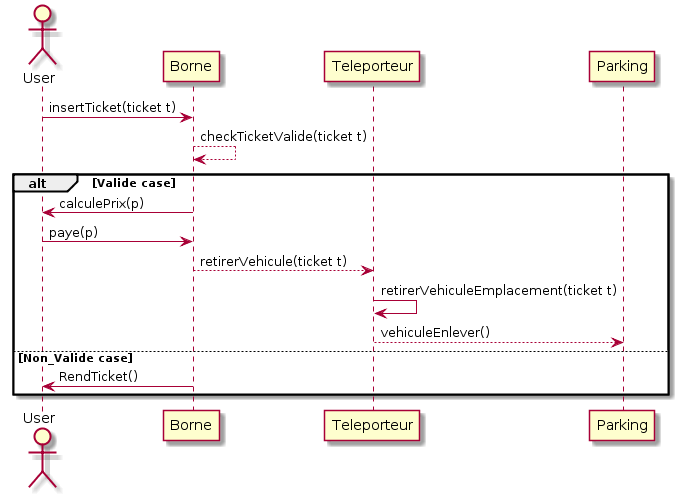 User
Borne
Teleporteur
Parking
insertTicket(ticket t)
checkTicketValide(ticket t)
alt
[Valide case]
calculePrix(p)
paye(p)
retirerVehicule(ticket t)
retirerVehiculeEmplacement(ticket t)
vehiculeEnlever()
[Non_Valide case]
RendTicket()
User
Borne
Teleporteur
Parking